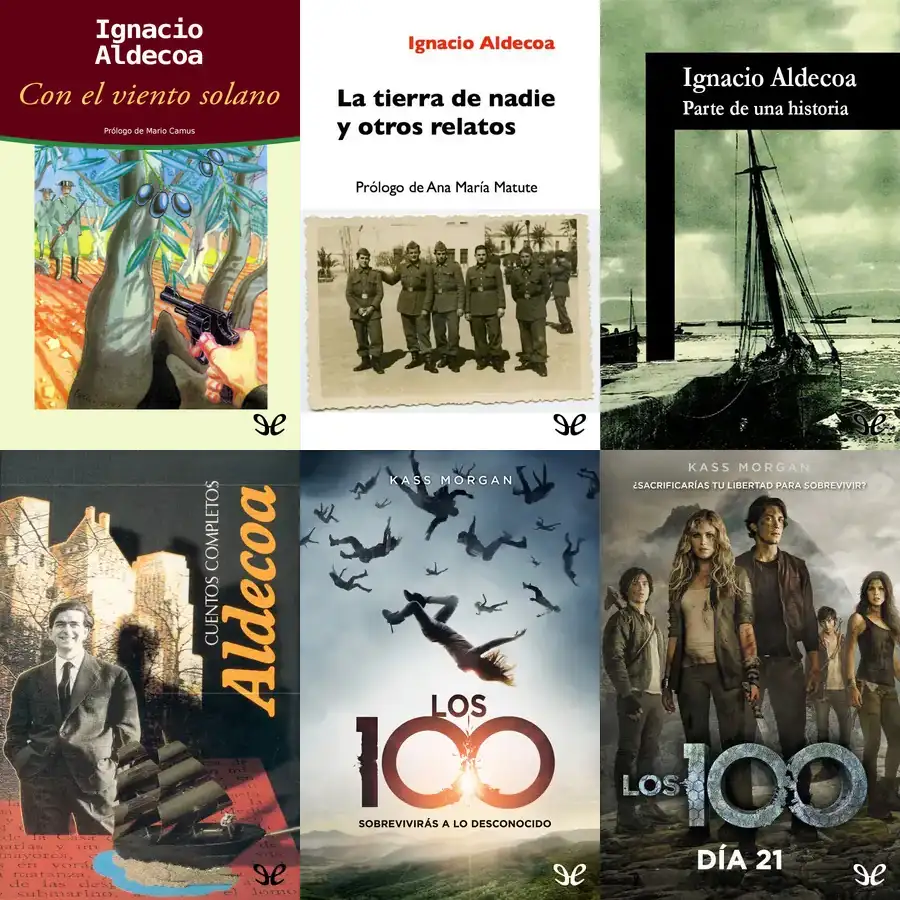 Ignacio
Aldecoa
Con el viento solano
Prólogo de Mario Camus
Ignacio Aldecoa
La tierra de nadie
y otros relatos
Prólogo de Ana María Matute
Ignacio Aldecoa
Parte de una historia
CUENTOS COMPLETOS
Aldecoa
KASS MORGAN
LOS
100
SOBREVIVIRÁS A LO DESCONOCIDO
KASS MORGAN
¿SACRIFICARÍAS TU LIBERTAD PARA SOBREVIVIR?
LOS 100
DÍA 21